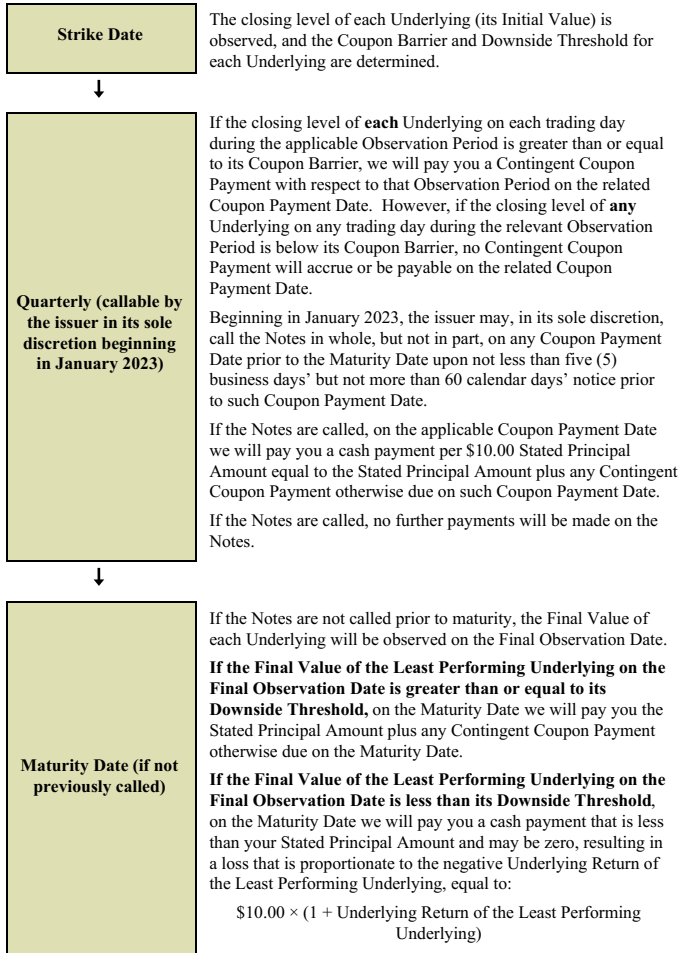 Strike Date
The closing level of each Underlying (its Initial Value) is
observed, and the Coupon Barrier and Downside Threshold for
each Underlying are determined.
Quarterly (callable by
the issuer in its sole
discretion beginning
in January 2023)
If the closing level of each Underlying on each trading day
during the applicable Observation Period is greater than or equal
to its Coupon Barrier, we will pay you a Contingent Coupon
Payment with respect to that Observation Period on the related
Coupon Payment Date. However, if the closing level of any
Underlying on any trading day during the relevant Observation
Period is below its Coupon Barrier, no Contingent Coupon
Payment will accrue or be payable on the related Coupon
Payment Date.
Beginning in January 2023, the issuer may, in its sole discretion,
call the Notes in whole, but not in part, on any Coupon Payment
Date prior to the Maturity Date upon not less than five (5)
business days’ but not more than 60 calendar days’ notice prior
to such Coupon Payment Date.
If the Notes are called, on the applicable Coupon Payment Date
we will pay you a cash payment per $10.00 Stated Principal
Amount equal to the Stated Principal Amount plus any Contingent
Coupon Payment otherwise due on such Coupon Payment Date.
If the Notes are called, no further payments will be made on the
Notes.
Maturity Date (if not
previously called)
If the Notes are not called prior to maturity, the Final Value of
each Underlying will be observed on the Final Observation Date.
If the Final Value of the Least Performing Underlying on the
Final Observation Date is greater than or equal to its
Downside Threshold, on the Maturity Date we will pay you the
Stated Principal Amount plus any Contingent Coupon Payment
otherwise due on the Maturity Date.
If the Final Value of the Least Performing Underlying on the
Final Observation Date is less than its Downside Threshold,
on the Maturity Date we will pay you a cash payment that is less
than your Stated Principal Amount and may be zero, resulting in
a loss that is proportionate to the negative Underlying Return of
the Least Performing Underlying, equal to:
$10.00 × (1 + Underlying Return of the Least Performing
Underlying)